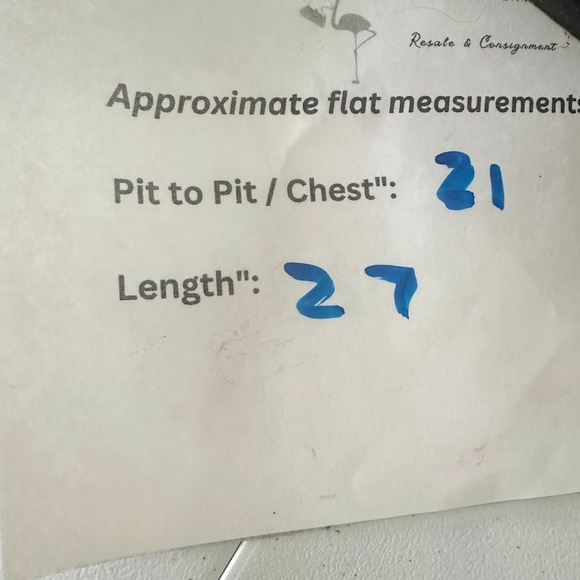 Resale & Consignment
Approximate flat measurements
Pit to Pit / Chest": 21
Length": 27